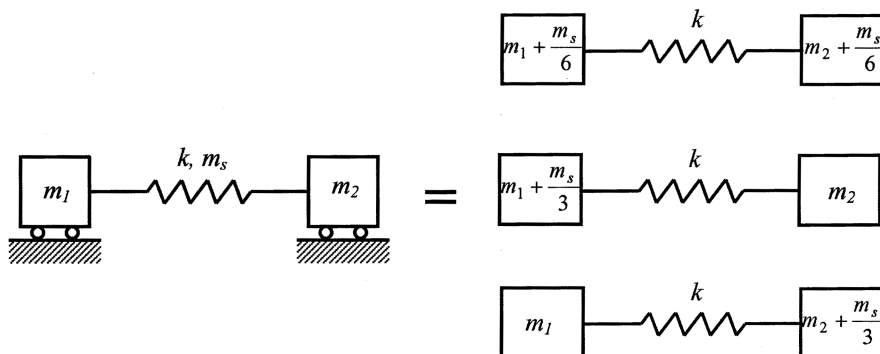 k
m₁ + mₛ/6
m₂ + mₛ/6
k, mₛ
m₁
m₂
=
k
m₁ + mₛ/3
m₂
k
m₁
m₂ + mₛ/3